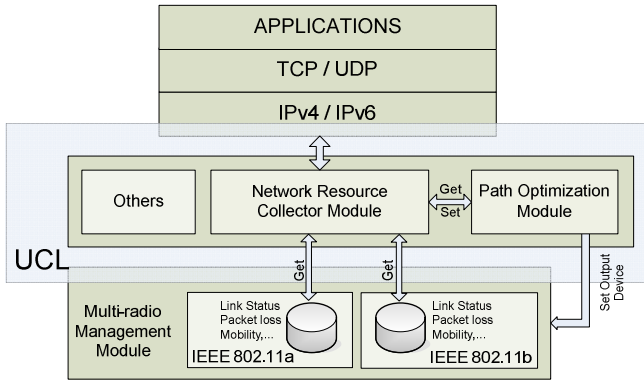 APPLICATIONS
TCP / UDP
IPv4 / IPv6
Others
Network Resource
Collector Module
Get
Set
Path Optimization
Module
UCL
Get
Get
Set Output
Device
Multi-radio
Management
Module
Link Status
Packet loss
Mobility,...
IEEE 802.11a
Link Status
Packet loss
Mobility,...
IEEE 802.11b